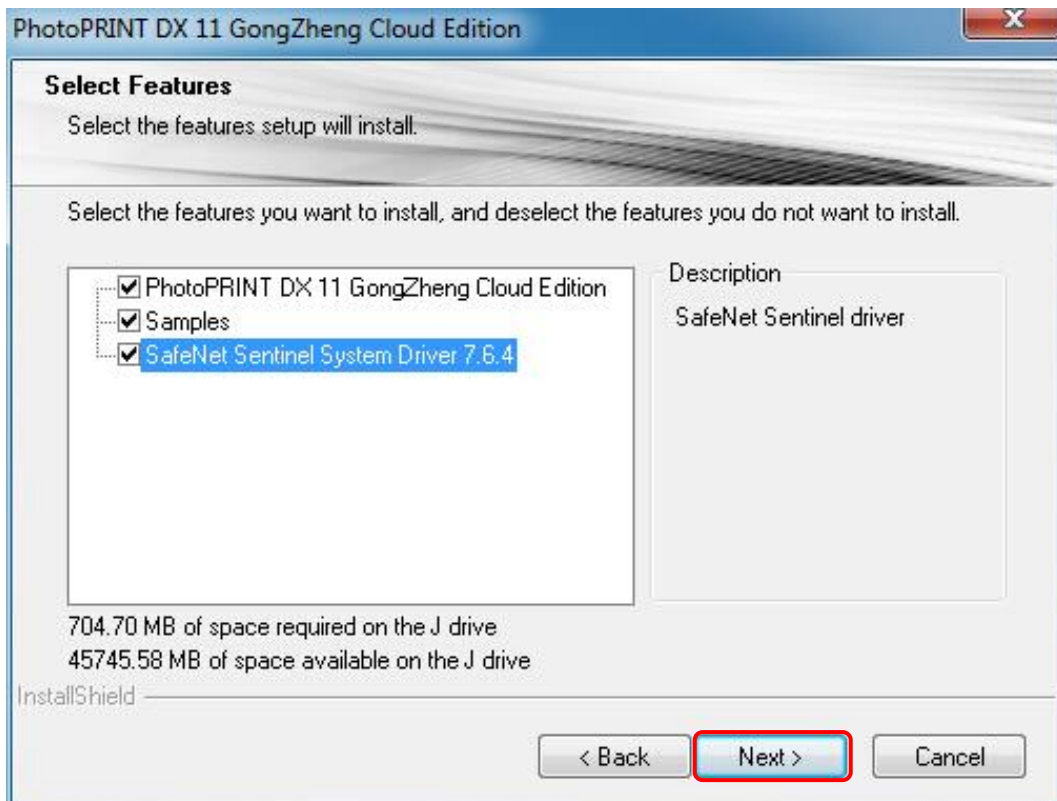 PhotoPRINT DX 11 GongZheng Cloud Edition
X
Select Features
Select the features setup will install.
Select the features you want to install, and deselect the features you do not want to install.
PhotoPRINT DX 11 GongZheng Cloud Edition
Samples
SafeNet Sentinel System Driver 7.6.4
Description
SafeNet Sentinel driver
704.70 MB of space required on the J drive
45745.58 MB of space available on the J drive
InstallShield
< Back
Next >
Cancel